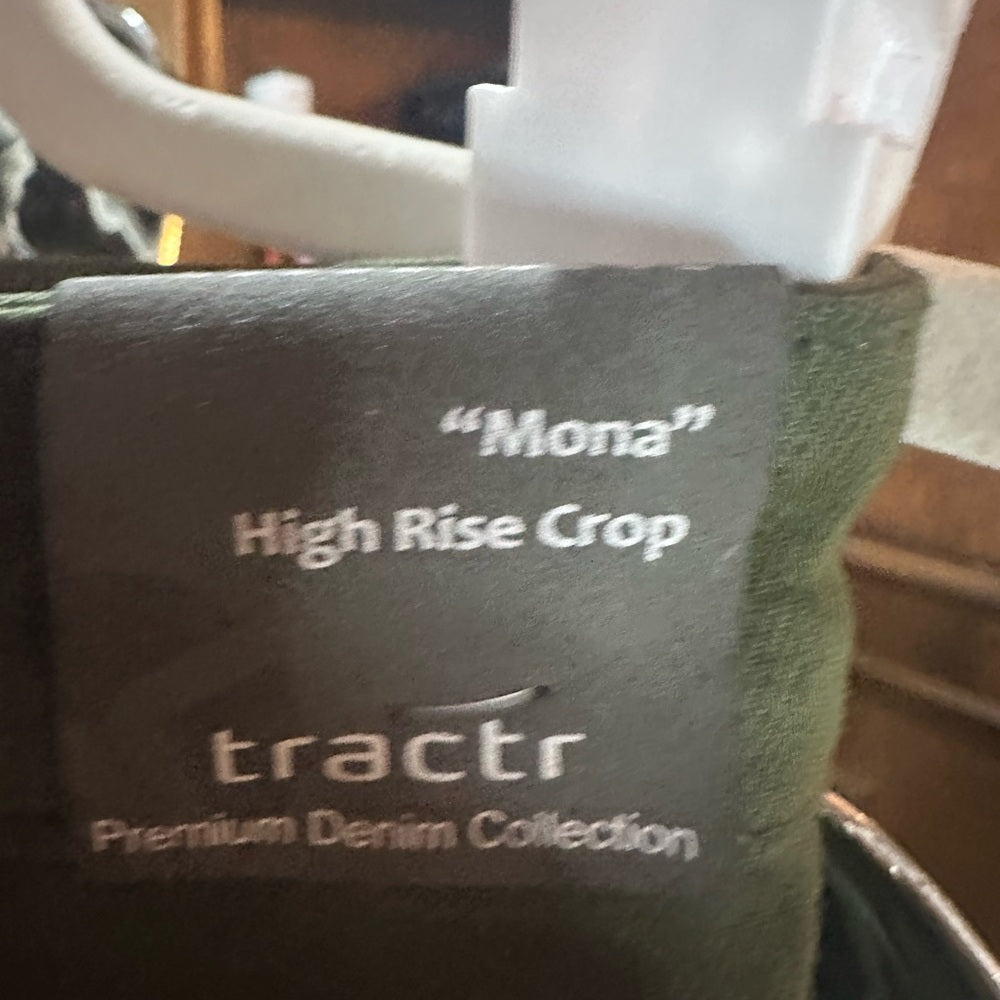 “Mona”
High Rise Crop
tractr
Premium Denim Collection